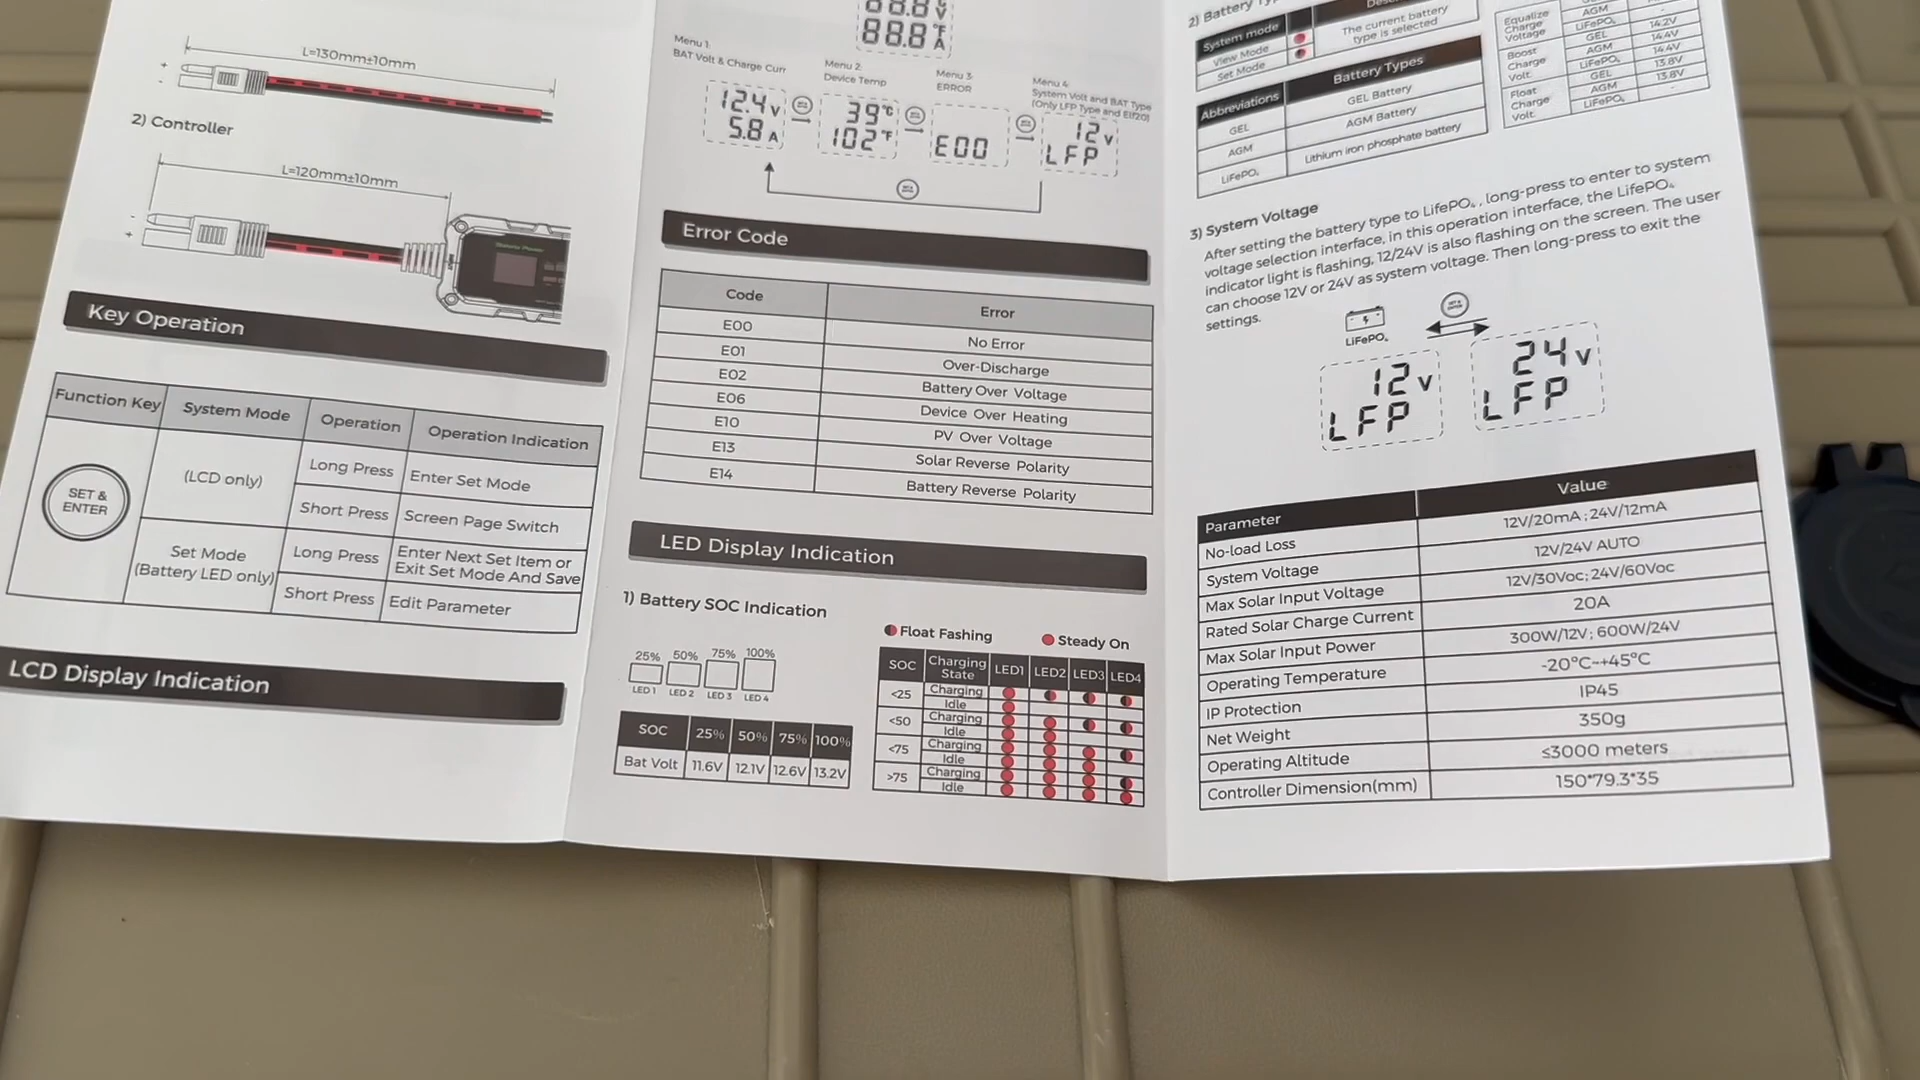 L=130mm±10mm
+
-
2) Controller
L=120mm±10mm
-
+
Key Operation
Function Key System Mode Operation Operation Indication
SET &
ENTER
(LCD only)
Long Press Enter Set Mode
Short Press Screen Page Switch
Set Mode
(Battery LED only)
Long Press Enter Next Set Item or
Exit Set Mode And Save
Short Press Edit Parameter
LCD Display Indication
88.8 V
88.8 °F A
Menu 1:
BAT Volt & Charge Curr
Menu 2:
Device Temp
Menu 3:
ERROR
Menu 4:
System Volt and BAT Type
(Only LFP Type and Elf20)
12.4 V
5.8 A
39°C
102°F
E00
12 V
LFP
Error Code
Code Error
E00 No Error
E01 Over-Discharge
E02 Battery Over Voltage
E06 Device Over Heating
E10 PV Over Voltage
E13 Solar Reverse Polarity
E14 Battery Reverse Polarity
LED Display Indication
1) Battery SOC Indication
25% 50% 75% 100%
LED 1 LED 2 LED 3 LED 4
SOC 25% 50% 75% 100%
Bat Volt 11.6V 12.1V 12.6V 13.2V
Float Fashing Steady On
SOC Charging State LED1 LED2 LED3 LED4
<25 Charging
Idle
<50 Charging
Idle
<75 Charging
Idle
>75 Charging
Idle
2) Battery
System mode
View Mode
Set Mode
The current battery
type is selected
Abbreviations Battery Types
GEL GEL Battery
AGM AGM Battery
LiFePO₄ Lithium iron phosphate battery
Equalize
Charge
Voltage
AGM
LiFePO₄
Boost
Charge
Volt.
GEL 14.2V
AGM 14.4V
LiFePO₄ 14.4V
Float
Charge
Volt.
GEL 13.8V
AGM 13.8V
LiFePO₄ -
3) System Voltage
After setting the battery type to LifePO₄, long-press to enter to system
voltage selection interface, in this operation interface, the LifePO₄
indicator light is flashing, 12/24V is also flashing on the screen. The user
can choose 12V or 24V as system voltage. Then long-press to exit the
settings.
LiFePO₄
12 V
LFP
24 V
LFP
Parameter Value
No-load Loss 12V/20mA ; 24V/12mA
System Voltage 12V/24V AUTO
Max Solar Input Voltage 12V/30Voc; 24V/60Voc
Rated Solar Charge Current 20A
Max Solar Input Power 300W/12V; 600W/24V
Operating Temperature -20°C~+45°C
IP Protection IP45
Net Weight 350g
Operating Altitude ≤3000 meters
Controller Dimension(mm) 150*79.3*35